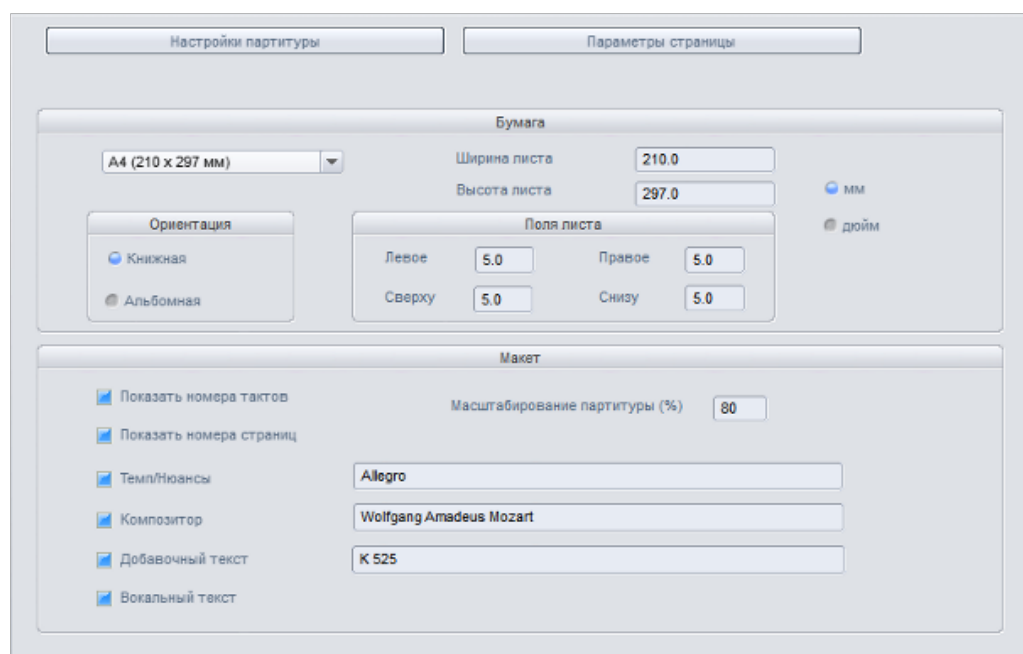 Настройки партитуры
Параметры страницы
Бумага
A4 (210 x 297 мм)
Ширина листа 210.0
Высота листа 297.0
мм
дюйм
Ориентация
Книжная
Альбомная
Поля листа
Левое 5.0 Правое 5.0
Сверху 5.0 Снизу 5.0
Макет
Показать номера тактов
Масштабирование партитуры (%) 80
Показать номера страниц
Темп/Нюансы Allegro
Композитор Wolfgang Amadeus Mozart
Добавочный текст K 525
Вокальный текст